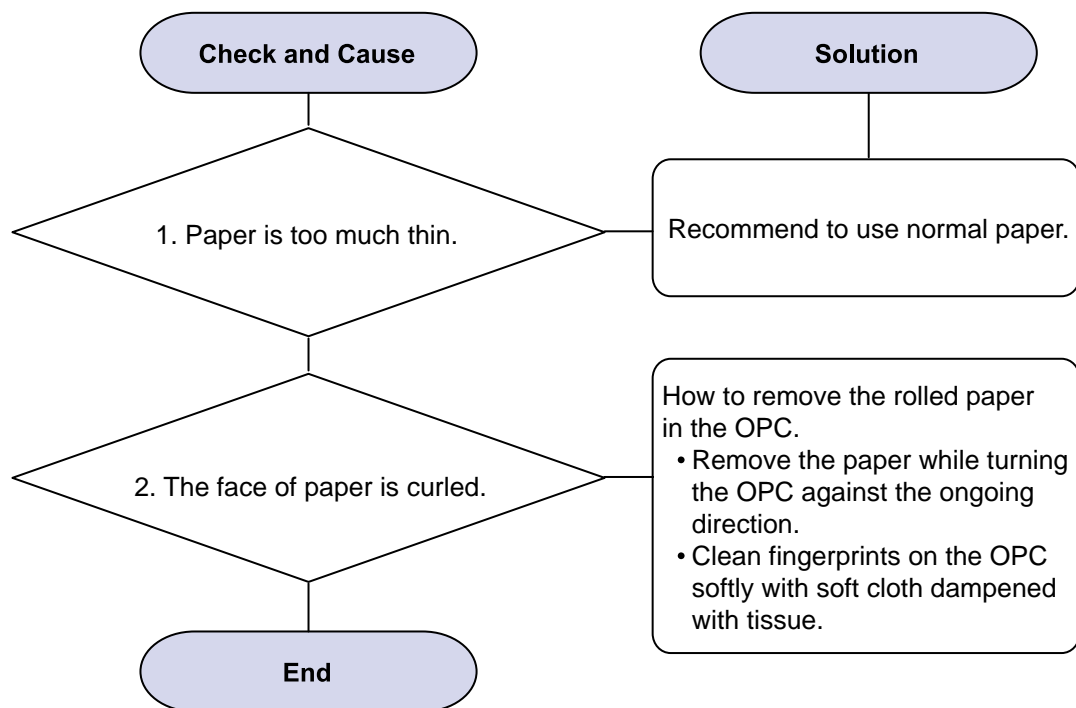 Check and Cause
Solution
1. Paper is too much thin.
Recommend to use normal paper.
2. The face of paper is curled.
How to remove the rolled paper
in the OPC.
• Remove the paper while turning
the OPC against the ongoing
direction.
• Clean fingerprints on the OPC
softly with soft cloth dampened
with tissue.
End